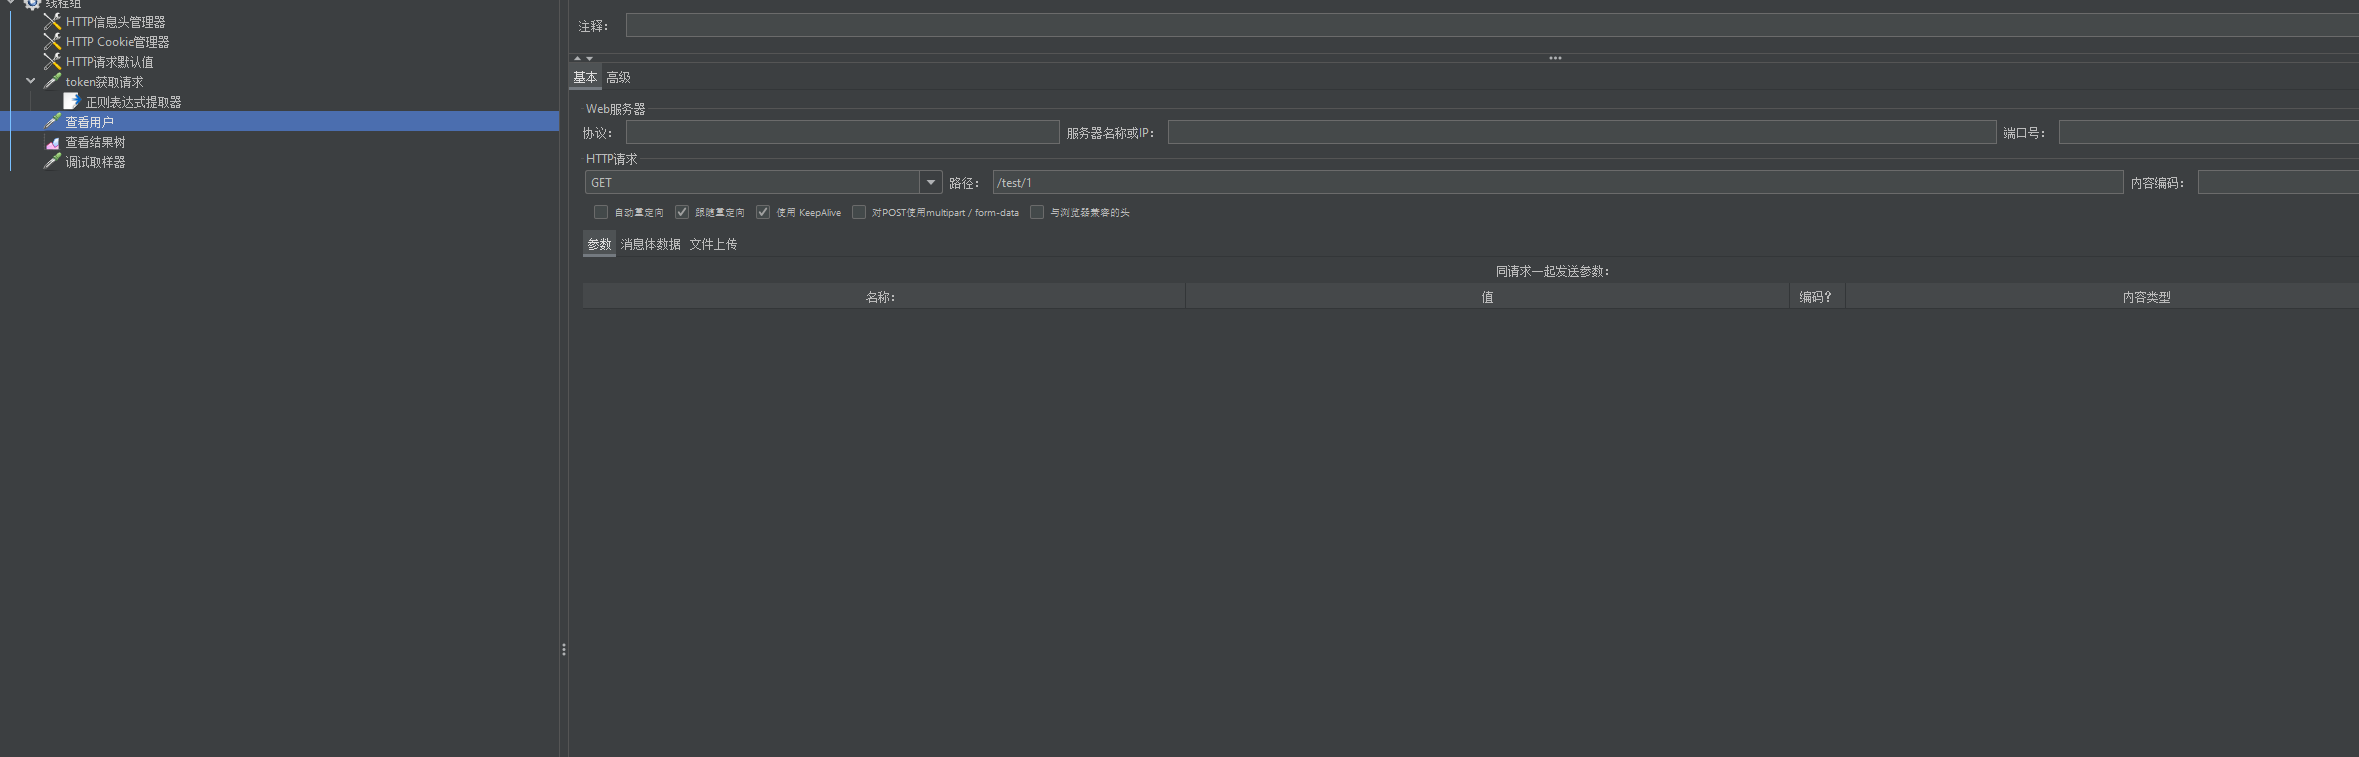 线程组
HTTP信息头管理器
HTTP Cookie管理器
HTTP请求默认值
token获取请求
正则表达式提取器
查看用户
查看结果树
调试取样器
注释：
基本 高级
Web服务器
协议： 服务器名称或IP： 端口号：
HTTP请求
GET 路径： /test/1 内容编码：
自动重定向 跟随重定向 使用 KeepAlive 对POST使用multipart / form-data 与浏览器兼容的头
参数 消息体数据 文件上传
同请求一起发送参数：
名称： 值 编码？ 内容类型